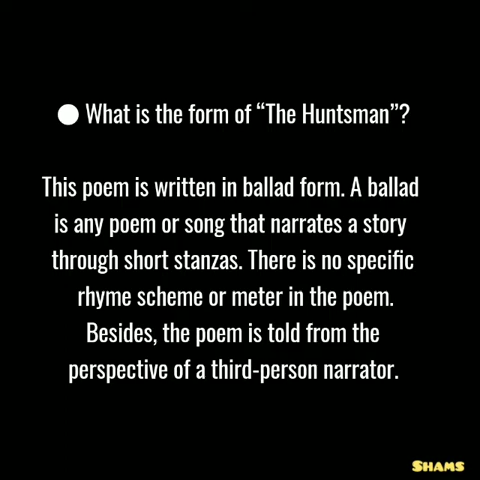 ● What is the form of “The Huntsman”?
This poem is written in ballad form. A ballad
is any poem or song that narrates a story
through short stanzas. There is no specific
rhyme scheme or meter in the poem.
Besides, the poem is told from the
perspective of a third-person narrator.
SHAMS